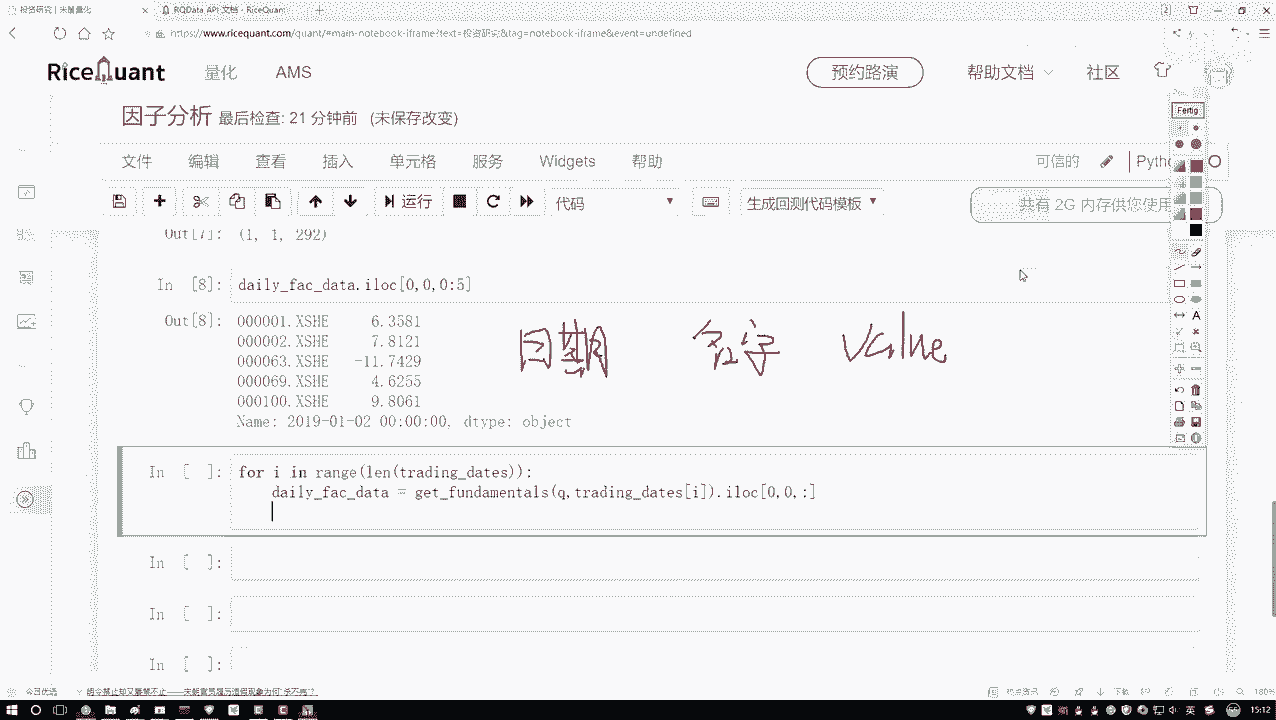 投资研究 | 米筐量化
RQData API 文档 - RiceQuant
https://www.ricequant.com/quant/#main-notebook-iframe?text=投资研究&tag=notebook-iframe&event=undefined
RiceQuant 量化 AMS 预约路演 帮助文档 社区
因子分析 最后检查: 21 分钟前 (未保存改变)
Fertig
文件 编辑 查看 插入 单元格 服务 Widgets 帮助 可信的 Pytho
运行 代码 生成回测代码模板 共有 2G 内存供您使用
Out[7]: (1, 1, 292)
In [8]: daily_fac_data.iloc[0,0,0:5]
Out[8]: 000001.XSHE 6.3581
000002.XSHE 7.8121
000063.XSHE -11.7429
000069.XSHE 4.6255
000100.XSHE 9.8061
Name: 2019-01-02 00:00:00, dtype: object
日期 名字 Value
In [ ]: for i in range(len(trading_dates)):
daily_fac_data = get_fundamentals(q,trading_dates[i]).iloc[0,0,:]
In [ ]:
In [ ]:
In [ ]:
今日优选
下载 180%
英 15:12